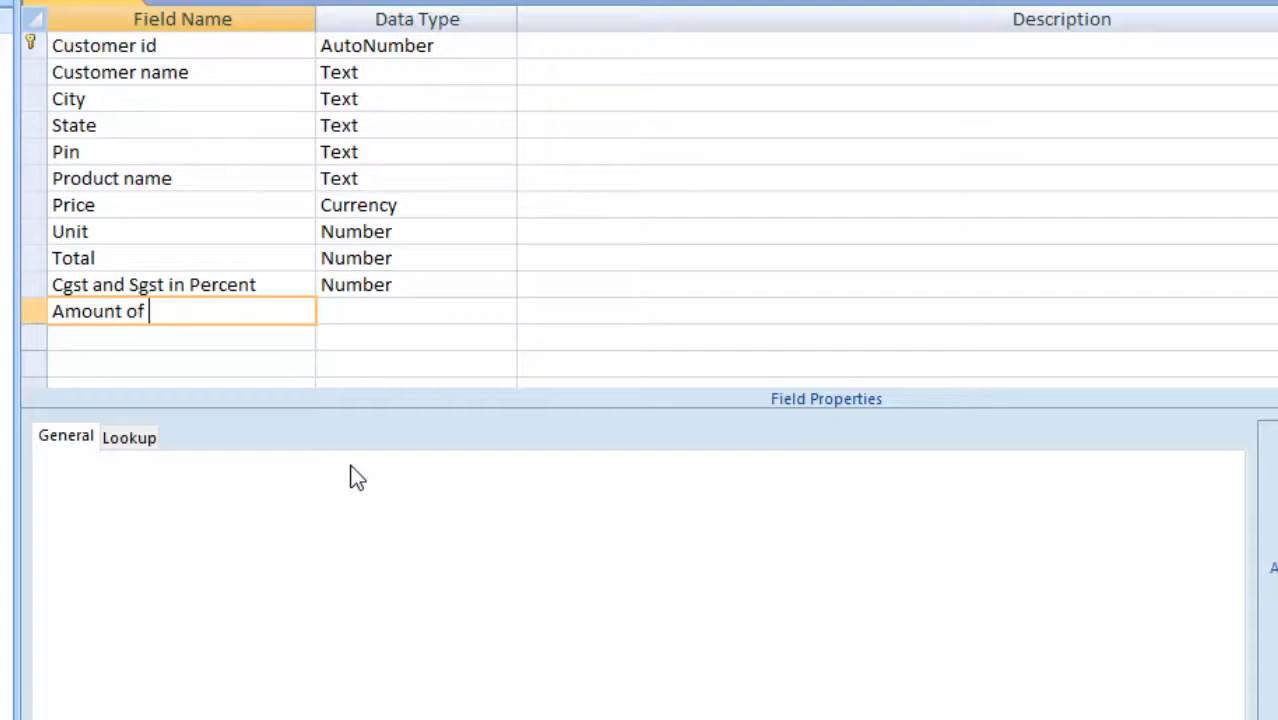 Field Name Data Type Description
Customer id AutoNumber
Customer name Text
City Text
State Text
Pin Text
Product name Text
Price Currency
Unit Number
Total Number
Cgst and Sgst in Percent Number
Amount of
Field Properties
General Lookup
A